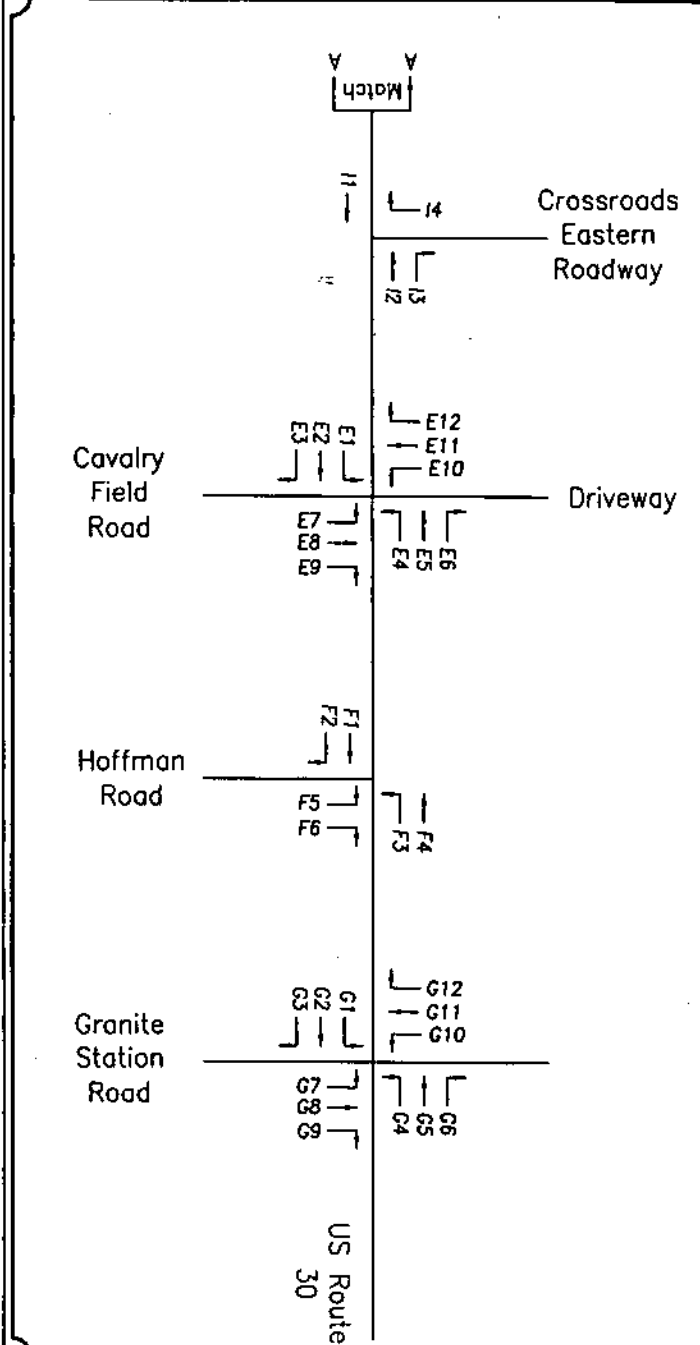 A A
Match
I1
I4
Crossroads
Eastern
Roadway
I2 I3
E3 E2 E1
E12
E11
E10
Cavalry
Field
Road
Driveway
E7
E8
E9
E4 E5 E6
F2 F1
Hoffman
Road
F5
F6
F3 F4
G3 G2 G1
G12
G11
G10
Granite
Station
Road
G7
G8
G9
G4 G5 G6
US Route
30